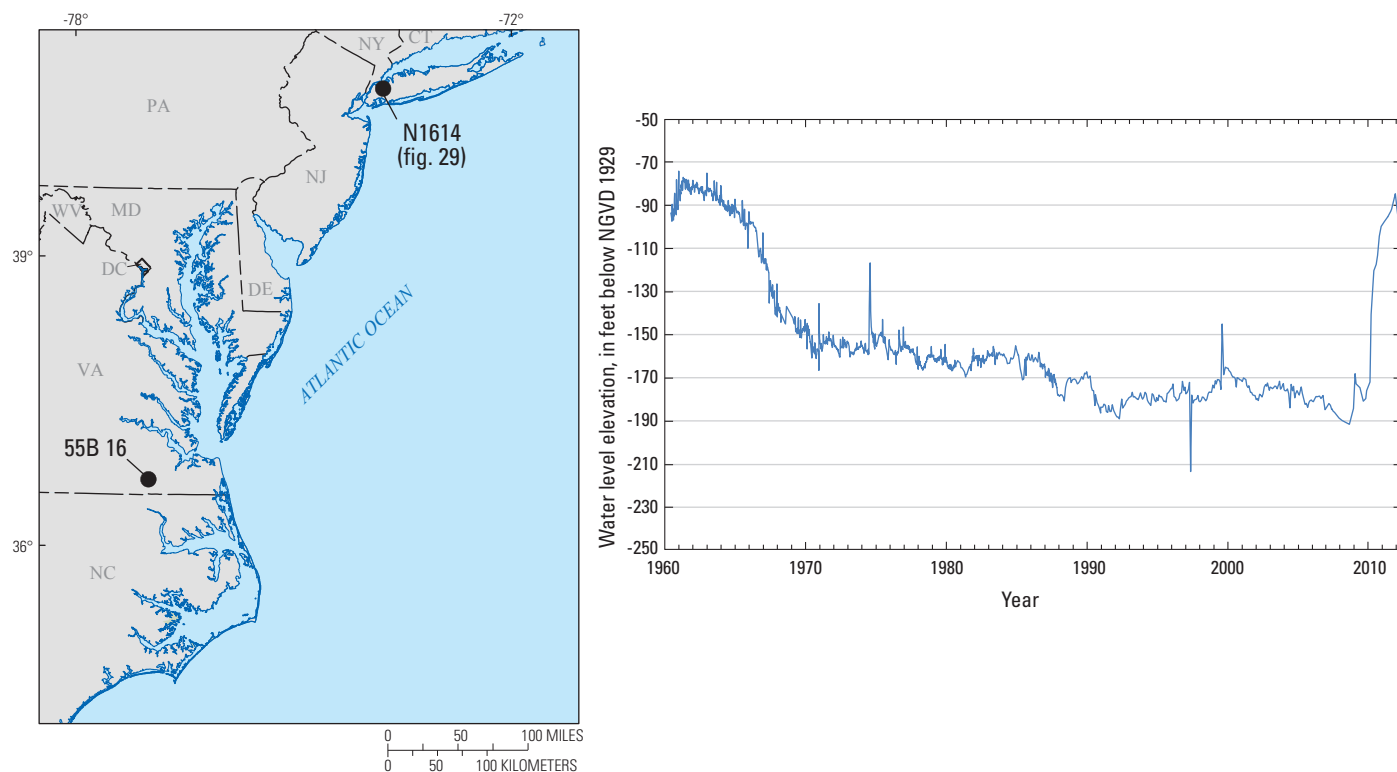 -78°
-72°
NY
CT
PA
N1614
(fig. 29)
NJ
WV
MD
39°
DC
DE
ATLANTIC OCEAN
VA
55B 16
36°
NC
0 50 100 MILES
0 50 100 KILOMETERS
Water level elevation, in feet below NGVD 1929
-50
-70
-90
-110
-130
-150
-170
-190
-210
-230
-250
1960 1970 1980 1990 2000 2010
Year